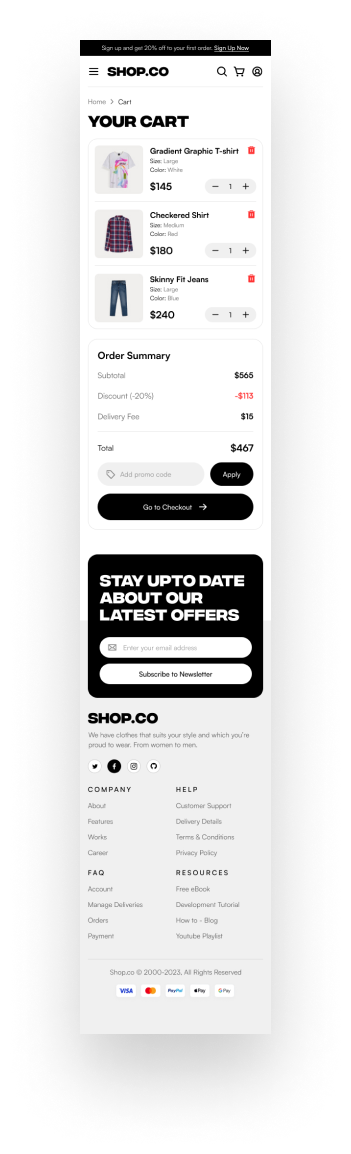 Sign up and get 20% off to your first order. Sign Up Now
SHOP.CO
Home > Cart
YOUR CART
Gradient Graphic T-shirt
Size: Large
Color: White
$145
− 1 +
Checkered Shirt
Size: Medium
Color: Red
$180
− 1 +
Skinny Fit Jeans
Size: Large
Color: Blue
$240
− 1 +
Order Summary
Subtotal $565
Discount (-20%) -$113
Delivery Fee $15
Total $467
Add promo code Apply
Go to Checkout →
STAY UPTO DATE
ABOUT OUR
LATEST OFFERS
Enter your email address
Subscribe to Newsletter
SHOP.CO
We have clothes that suits your style and which you're
proud to wear. From women to men.
COMPANY HELP
About Customer Support
Features Delivery Details
Works Terms & Conditions
Career Privacy Policy
FAQ RESOURCES
Account Free eBook
Manage Deliveries Development Tutorial
Orders How to - Blog
Payment Youtube Playlist
Shop.co © 2000-2023, All Rights Reserved
VISA PayPal Pay G Pay